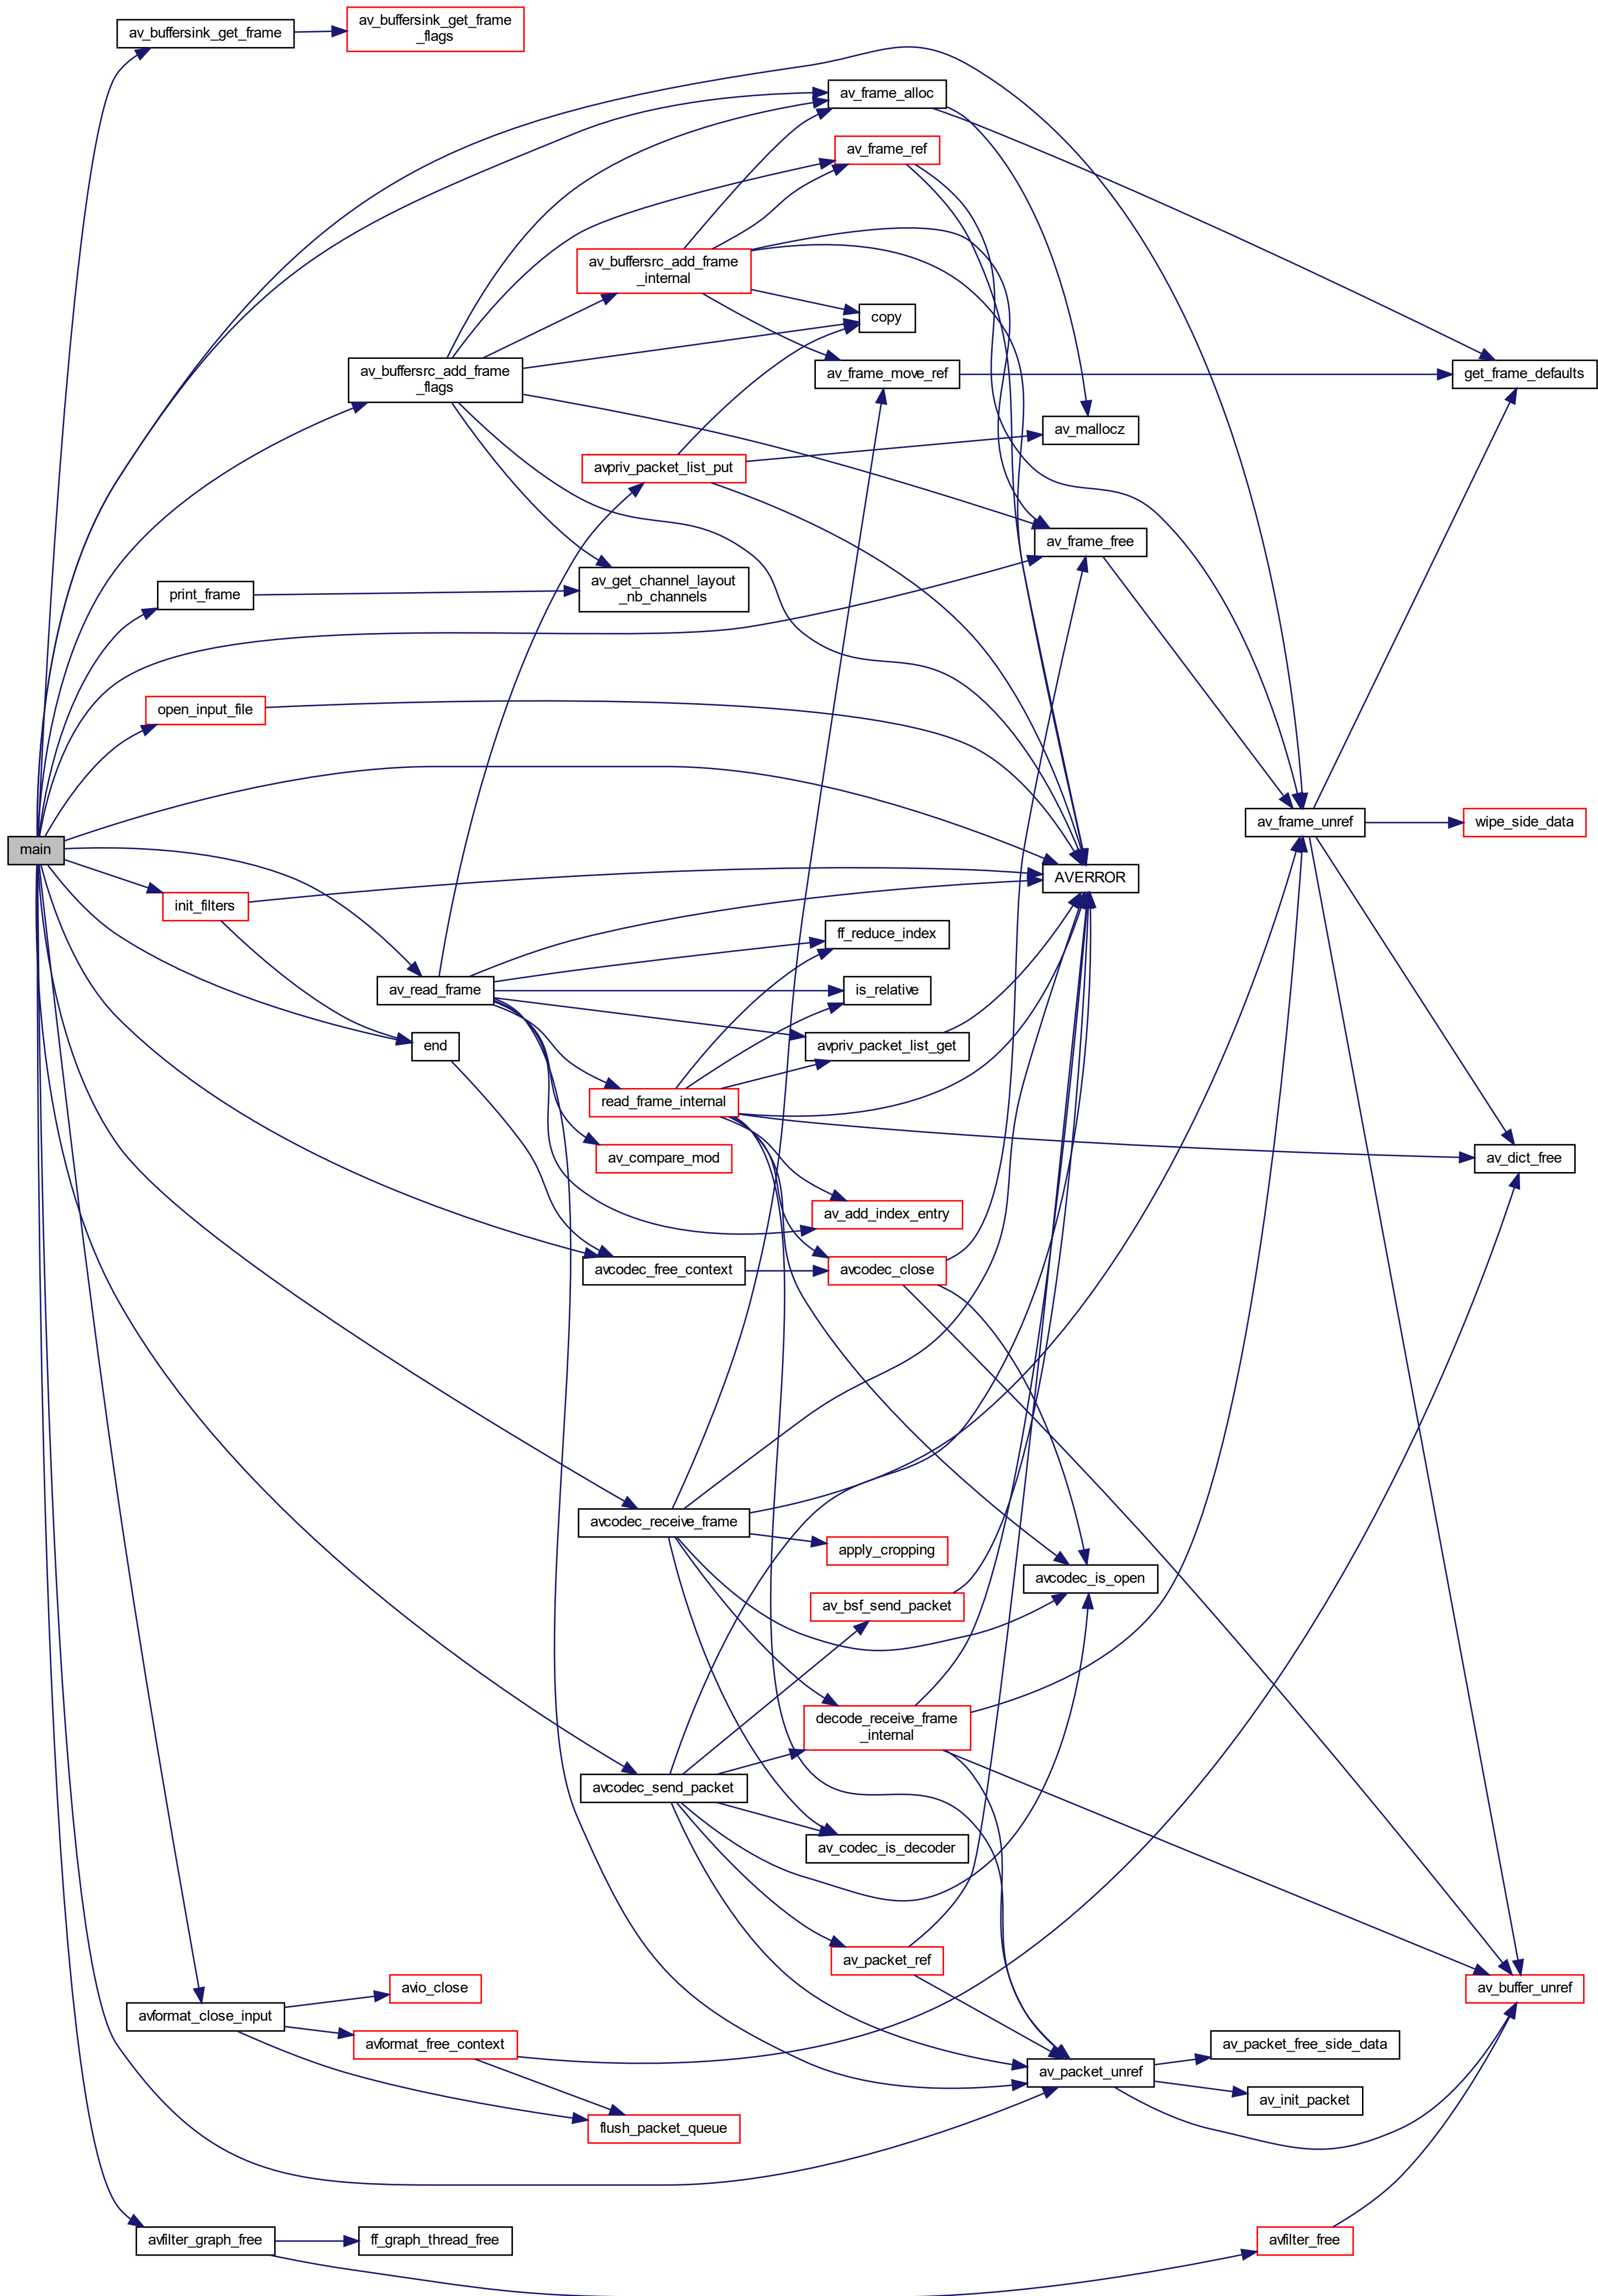 av_buffersink_get_frame
av_buffersink_get_frame
_flags
av_frame_alloc
av_frame_ref
av_buffersrc_add_frame
_internal
copy
av_buffersrc_add_frame
_flags
av_frame_move_ref
get_frame_defaults
av_mallocz
avpriv_packet_list_put
av_frame_free
print_frame
av_get_channel_layout
_nb_channels
open_input_file
main
av_frame_unref
wipe_side_data
AVERROR
init_filters
ff_reduce_index
av_read_frame
is_relative
end
avpriv_packet_list_get
read_frame_internal
av_compare_mod
av_dict_free
av_add_index_entry
avcodec_free_context
avcodec_close
avcodec_receive_frame
apply_cropping
avcodec_is_open
av_bsf_send_packet
decode_receive_frame
_internal
avcodec_send_packet
av_codec_is_decoder
av_packet_ref
avio_close
av_buffer_unref
avformat_close_input
avformat_free_context
av_packet_free_side_data
av_packet_unref
av_init_packet
flush_packet_queue
avfilter_graph_free
ff_graph_thread_free
avfilter_free